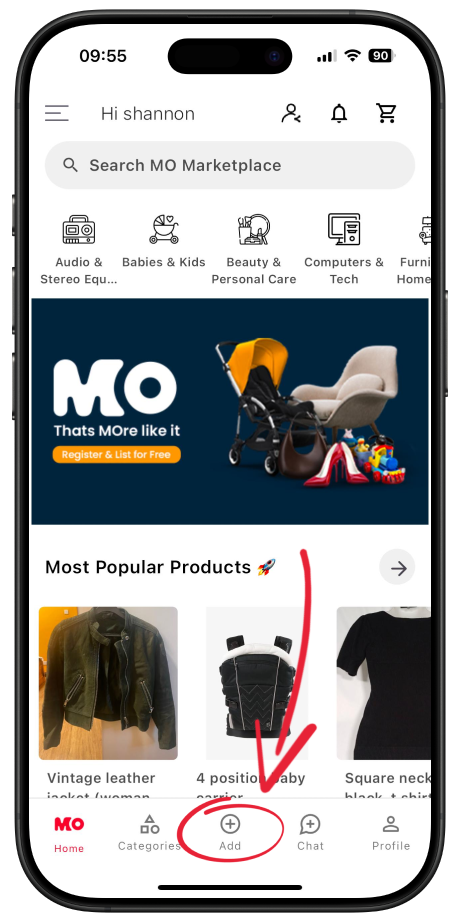 09:55
90
Hi shannon
Search MO Marketplace
Audio &
Stereo Equ...
Babies & Kids
Beauty &
Personal Care
Computers &
Tech
Furni
Home
MO
Thats MOre like it
Register & List for Free
Most Popular Products 🚀
Vintage leather
jacket (woman
4 position baby
carrier
Square neck
black t shirt
MO
Home
Categories
Add
Chat
Profile